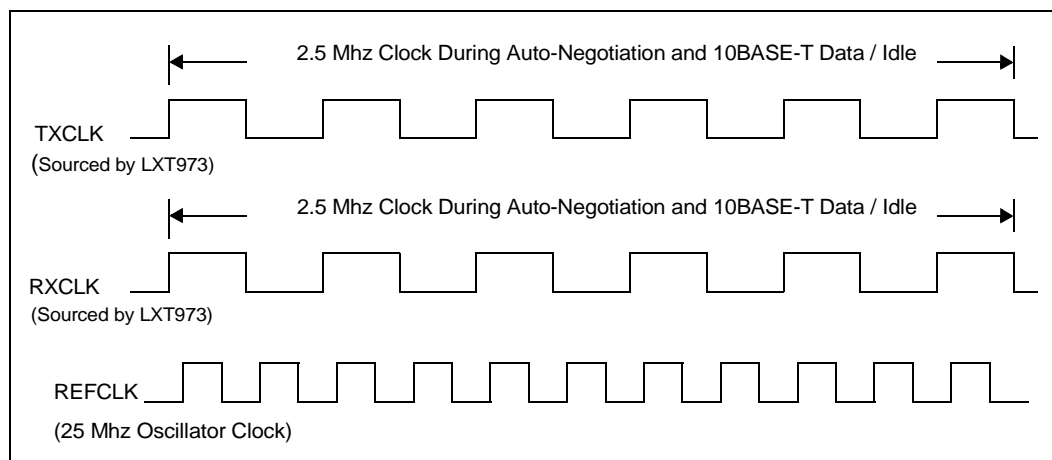 2.5 Mhz Clock During Auto-Negotiation and 10BASE-T Data / Idle
TXCLK
(Sourced by LXT973)
2.5 Mhz Clock During Auto-Negotiation and 10BASE-T Data / Idle
RXCLK
(Sourced by LXT973)
REFCLK
(25 Mhz Oscillator Clock)